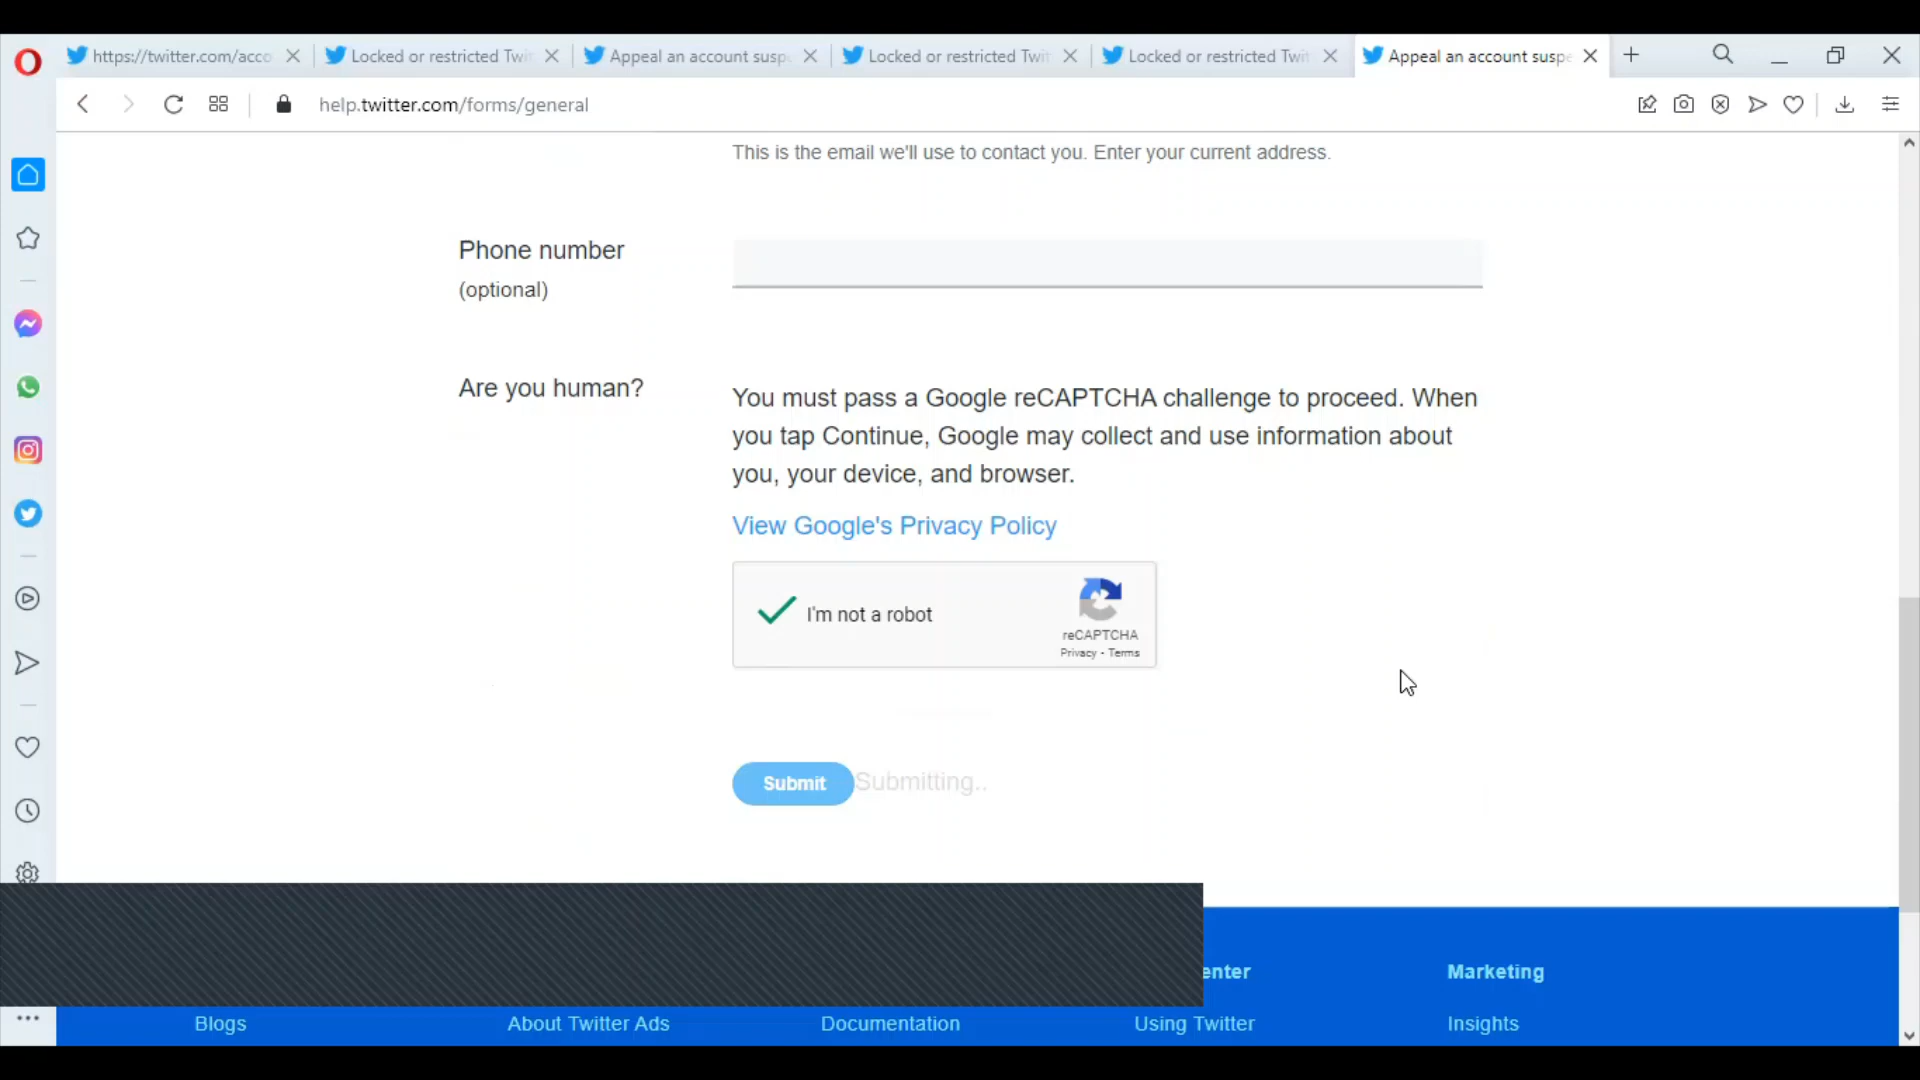 https://twitter.com/acco
Locked or restricted Twi
Appeal an account susp
Locked or restricted Twit
Locked or restricted Twit
Appeal an account suspe
help.twitter.com/forms/general
This is the email we'll use to contact you. Enter your current address.
Phone number
(optional)
Are you human?
You must pass a Google reCAPTCHA challenge to proceed. When
you tap Continue, Google may collect and use information about
you, your device, and browser.
View Google's Privacy Policy
I'm not a robot
reCAPTCHA
Privacy - Terms
Submit
Submitting..
enter
Marketing
Blogs
About Twitter Ads
Documentation
Using Twitter
Insights